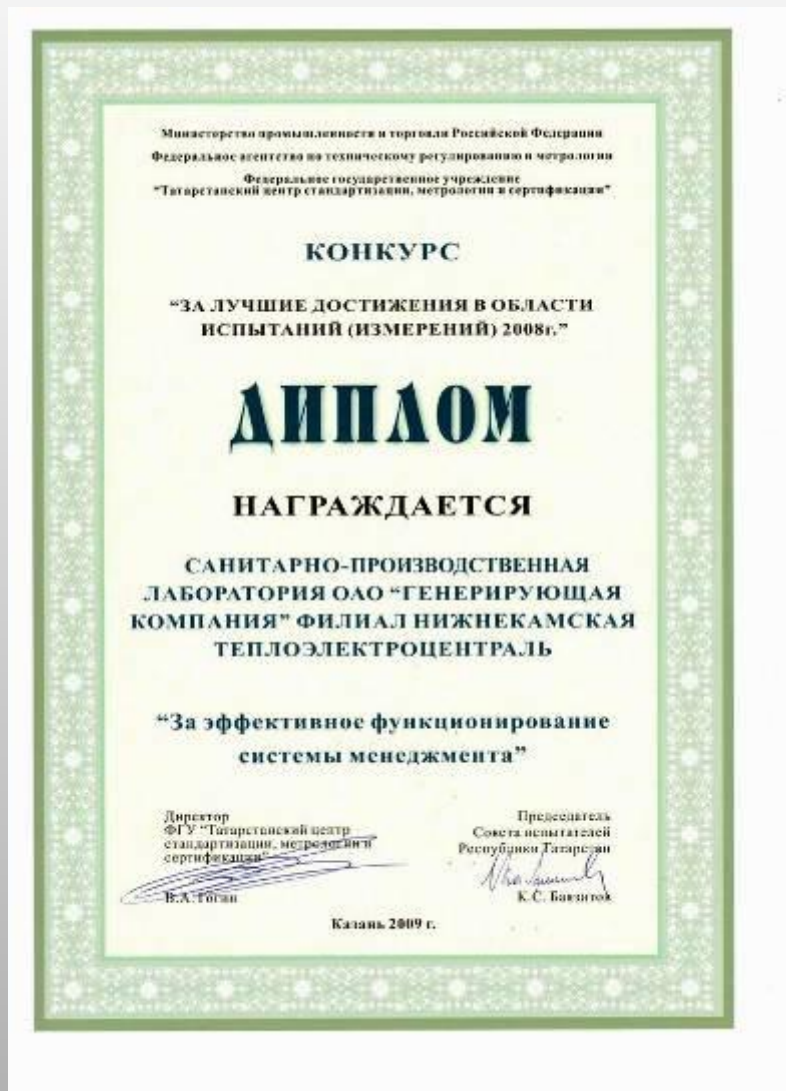 Министерство промышленности и торговли Российской Федерации
Федеральное агентство по техническому регулированию и метрологии
Федеральное государственное учреждение
“Татарстанский центр стандартизации, метрологии и сертификации”
КОНКУРС
“ЗА ЛУЧШИЕ ДОСТИЖЕНИЯ В ОБЛАСТИ
ИСПЫТАНИЙ (ИЗМЕРЕНИЙ) 2008г.”
ДИПЛОМ
НАГРАЖДАЕТСЯ
САНИТАРНО-ПРОИЗВОДСТВЕННАЯ
ЛАБОРАТОРИЯ ОАО “ГЕНЕРИРУЮЩАЯ
КОМПАНИЯ” ФИЛИАЛ НИЖНЕКАМСКАЯ
ТЕПЛОЭЛЕКТРОЦЕНТРАЛЬ
“За эффективное функционирование
системы менеджмента”
Директор
ФГУ “Татарстанский центр
стандартизации, метрологии и
сертификации”
В.А. Гогин
Председатель
Совета испытателей
Республики Татарстан
К.С.
Казань 2009 г.